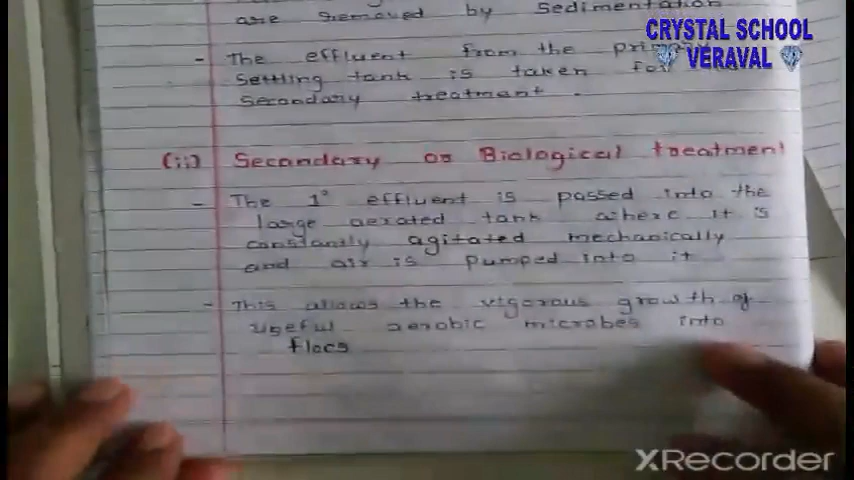 are removed by Sedimentation
- The effluent from the primary
settling tank is taken for
secondary treatment.
(ii) Secondary or Biological treatment
- The 1° effluent is passed into the
large aerated tank where it is
constantly agitated mechanically
and air is pumped into it
- This allows the vigorous growth of
useful aerobic microbes into
flocs
CRYSTAL SCHOOL
VERAVAL
XRecorder